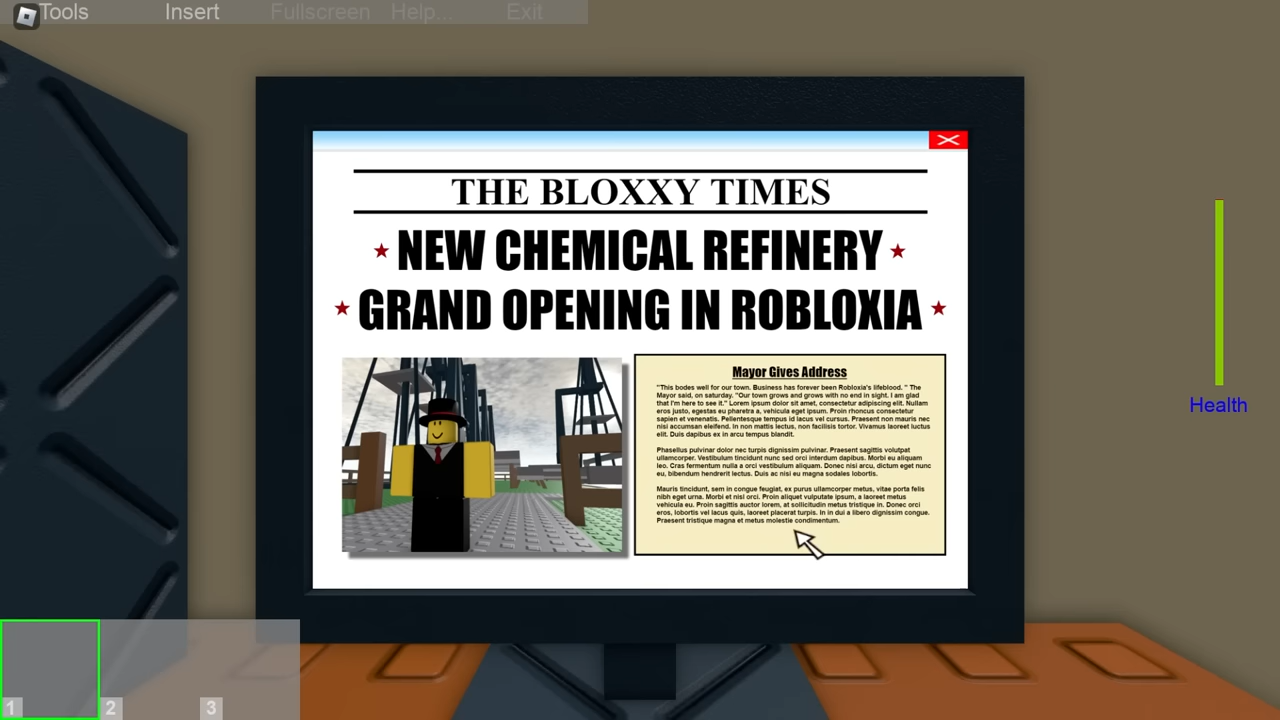 Tools Insert Fullscreen Help... Exit
THE BLOXXY TIMES
NEW CHEMICAL REFINERY
GRAND OPENING IN ROBLOXIA
Mayor Gives Address
"This bodes well for our town. Business has forever been Robloxia's lifeblood. " The
Mayor said, on saturday. "Our town grows and grows with no end in sight. I am glad
that I'm here to see it." Lorem ipsum dolor sit amet, consectetur adipiscing elit. Nullam
eros justo, egestas eu pharetra a, vehicula eget ipsum. Proin rhoncus consectetur
sapien et venenatis. Pellentesque tempus id lacus vel cursus. Praesent non mauris nec
nisi accumsan eleifend. In non mattis lectus, non facilisis tortor. Vivamus laoreet luctus
elit. Duis dapibus ex in arcu tempus blandit.
Phasellus pulvinar dolor nec turpis dignissim pulvinar. Praesent sagittis volutpat
ullamcorper. Vestibulum tincidunt nunc sed orci interdum dapibus. Morbi eu aliquam
leo. Cras fermentum nulla a orci vestibulum aliquam. Donec nisi arcu, dictum eget nunc
eu, bibendum hendrerit lectus. Duis ac nisi eu magna sodales lobortis.
Mauris tincidunt, sem in congue feugiat, ex purus ullamcorper metus, vitae porta felis
nibh eget urna. Morbi et nisl orci. Proin aliquet vulputate ipsum, a laoreet metus
vehicula eu. Proin sagittis auctor lorem, at sollicitudin metus tristique in. Donec orci
eros, lobortis vel lacus quis, laoreet placerat turpis. In in dui a libero dignissim congue.
Praesent tristique magna et metus molestie condimentum.
Health
1 2 3